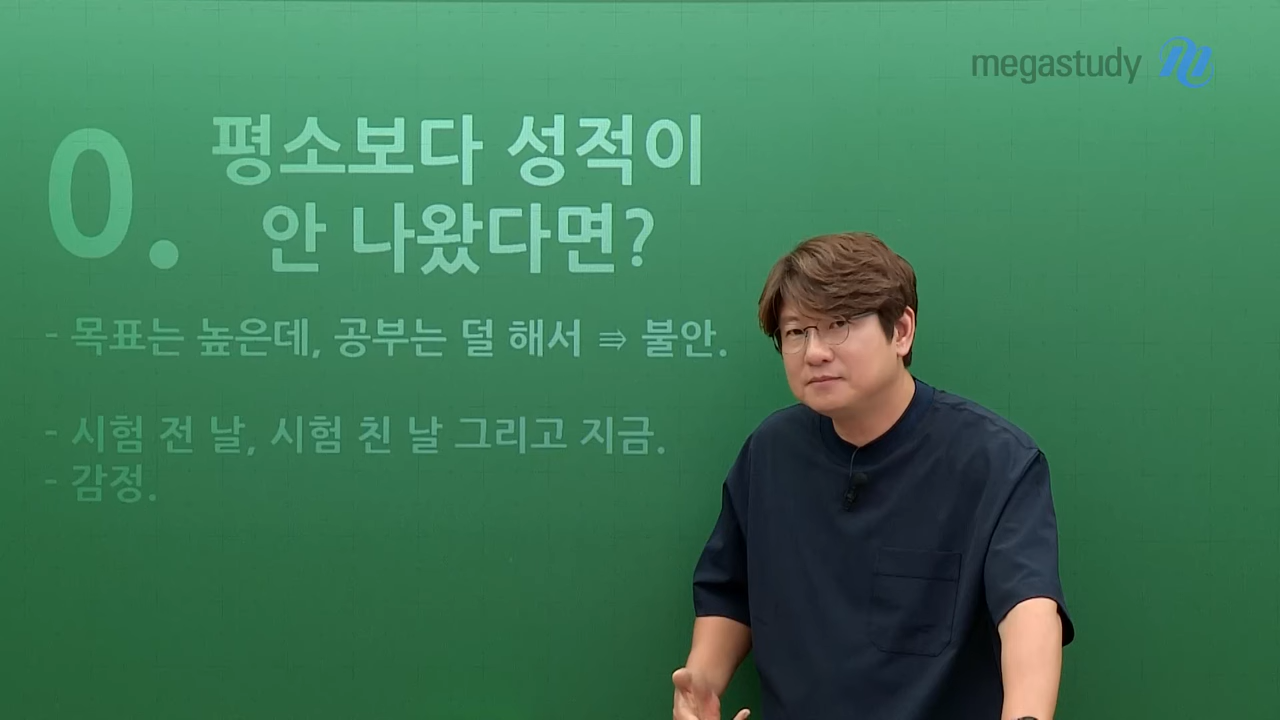 megastudy
0. 평소보다 성적이
안 나왔다면?
- 목표는 높은데, 공부는 덜 해서 ⇛ 불안.
- 시험 전 날, 시험 친 날 그리고 지금.
- 감정.